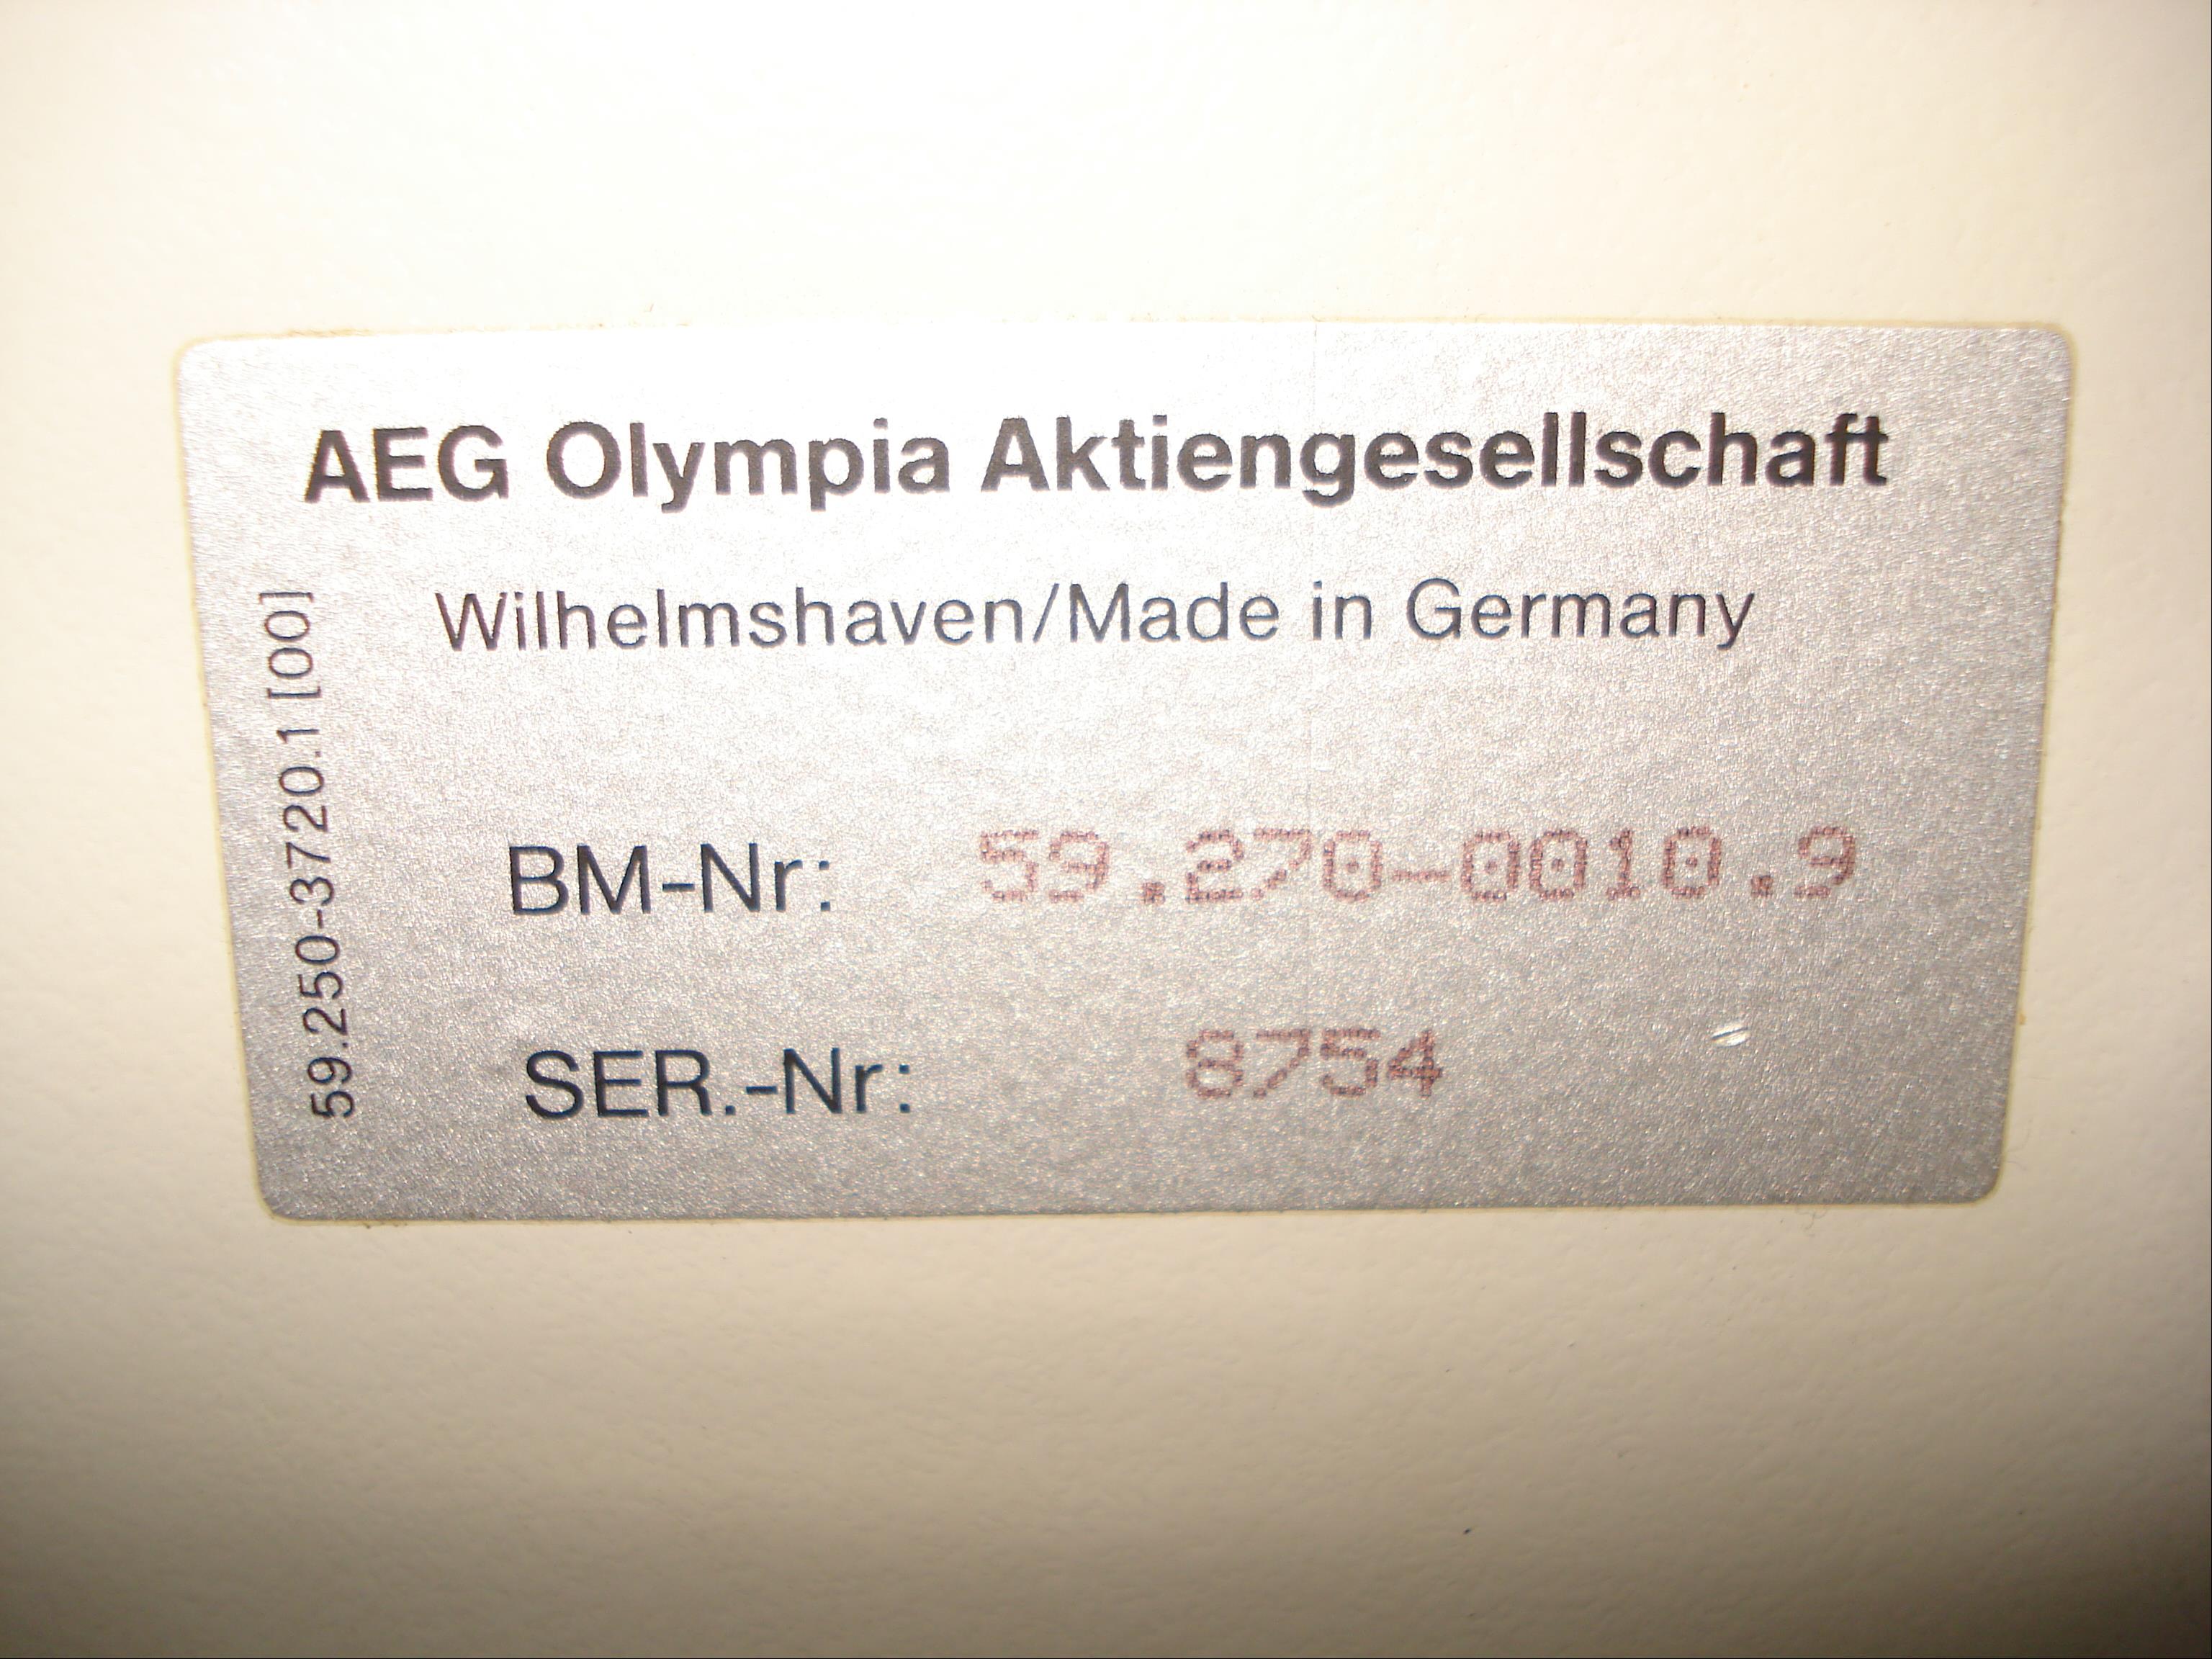 AEG Olympia Aktiengesellschaft
Wilhelmshaven/Made in Germany
BM-Nr: 59.270-0010.9
SER.-Nr: 8754
59.250-3720.1 [00]